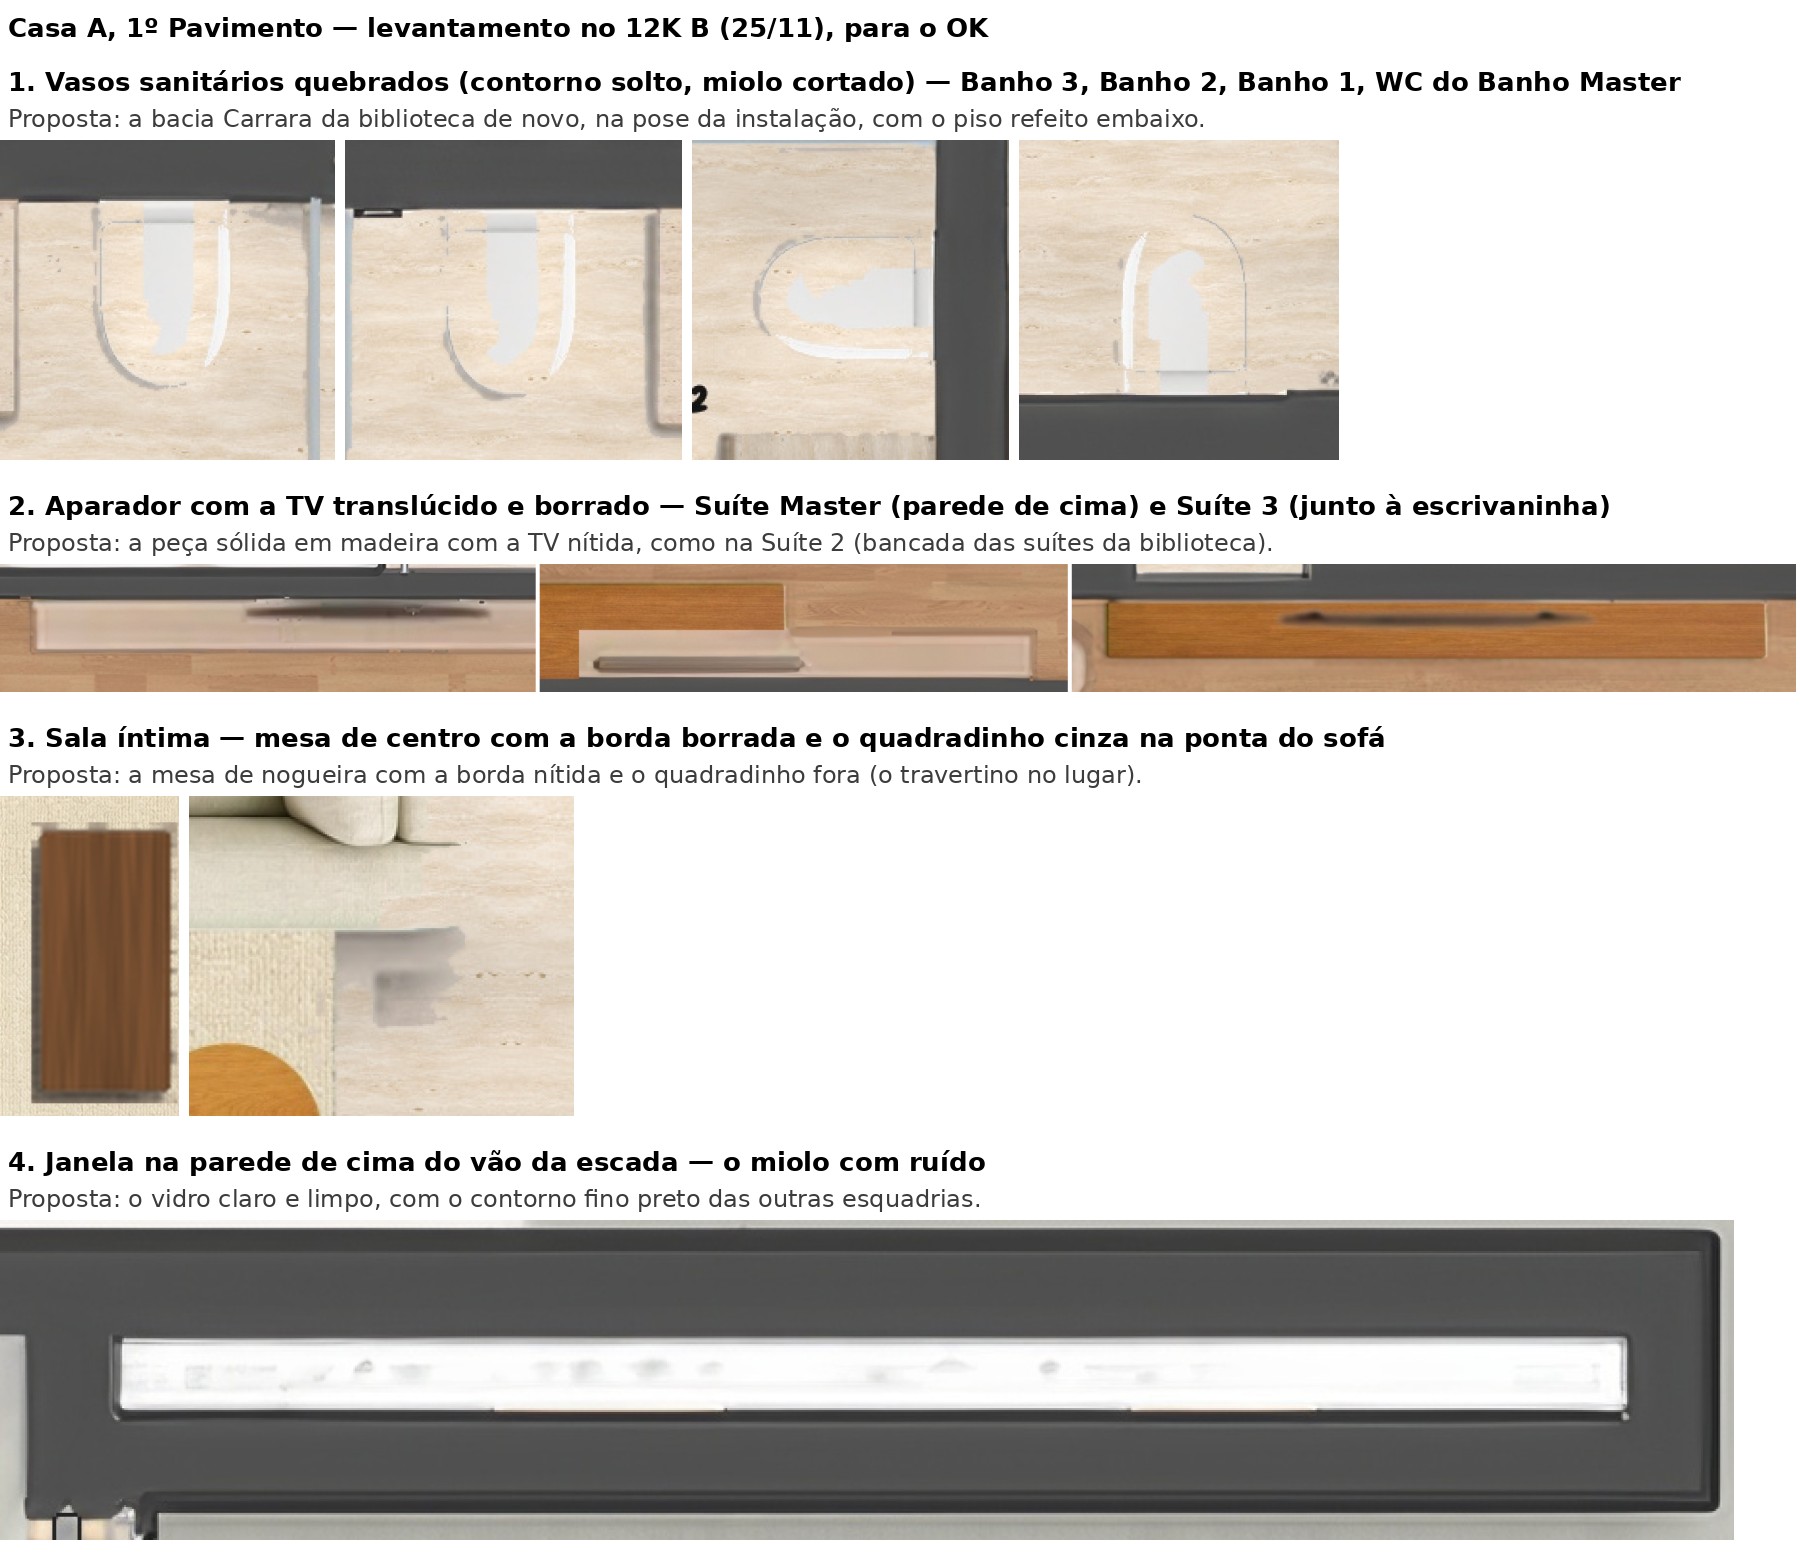 Casa A, 1º Pavimento — levantamento no 12K B (25/11), para o OK
1. Vasos sanitários quebrados (contorno solto, miolo cortado) — Banho 3, Banho 2, Banho 1, WC do Banho Master
Proposta: a bacia Carrara da biblioteca de novo, na pose da instalação, com o piso refeito embaixo.
2
2. Aparador com a TV translúcido e borrado — Suíte Master (parede de cima) e Suíte 3 (junto à escrivaninha)
Proposta: a peça sólida em madeira com a TV nítida, como na Suíte 2 (bancada das suítes da biblioteca).
3. Sala íntima — mesa de centro com a borda borrada e o quadradinho cinza na ponta do sofá
Proposta: a mesa de nogueira com a borda nítida e o quadradinho fora (o travertino no lugar).
4. Janela na parede de cima do vão da escada — o miolo com ruído
Proposta: o vidro claro e limpo, com o contorno fino preto das outras esquadrias.